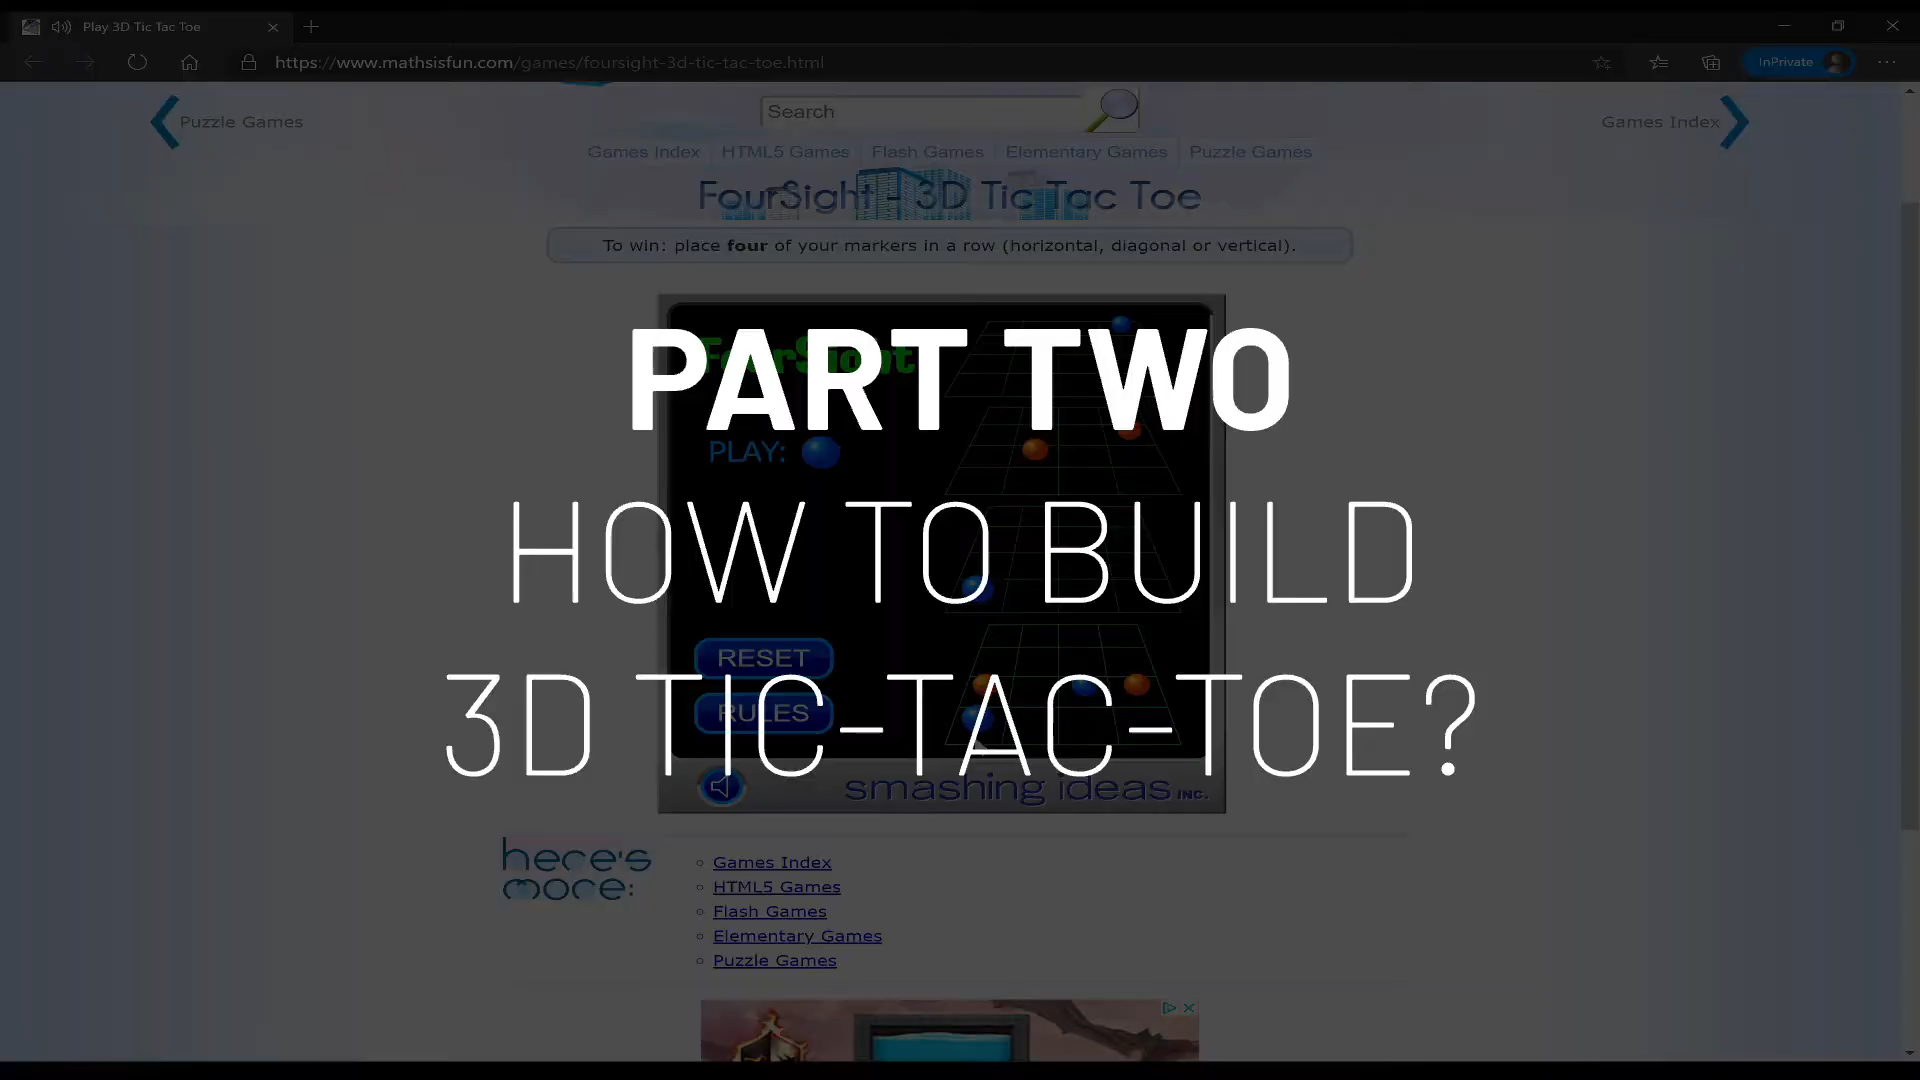 Play 3D Tic Tac Toe
https://www.mathsisfun.com/games/foursight-3d-tic-tac-toe.html
InPrivate
Search
Puzzle Games
Games Index
Games Index HTML5 Games Flash Games Elementary Games Puzzle Games
FourSight - 3D Tic Tac Toe
To win: place four of your markers in a row (horizontal, diagonal or vertical).
FourSight
PART TWO
PLAY:
HOW TO BUILD
3D TIC-TAC-TOE?
RESET
RULES
smashing ideas INC.
here's
more:
Games Index
HTML5 Games
Flash Games
Elementary Games
Puzzle Games